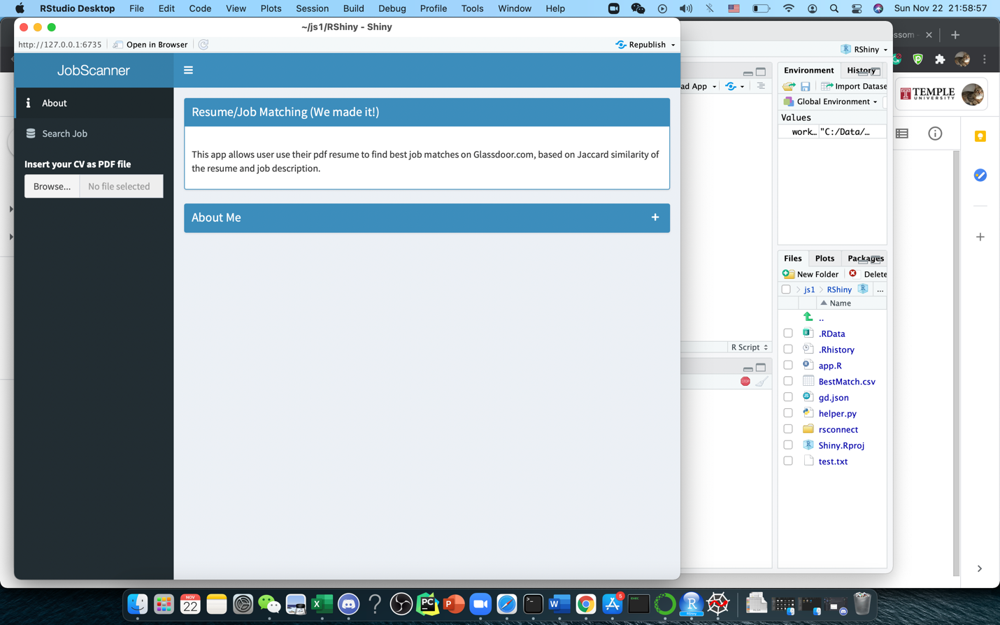 RStudio Desktop File Edit Code View Plots Session Build Debug Profile Tools Window Help Sun Nov 22 21:58:57
~/js1/RShiny - Shiny
http://127.0.0.1:6735 Open in Browser Republish
JobScanner
About
Search Job
Insert your CV as PDF file
Browse... No file selected
Resume/Job Matching (We made it!)
This app allows user use their pdf resume to find best job matches on Glassdoor.com, based on Jaccard similarity of
the resume and job description.
About Me +
ssom
RShiny
ad App
R Script
STOP
Environment History
Import Datase
Global Environment
Values
work... "C:/Data/...
Files Plots Packages
New Folder Delete
js1 RShiny ...
Name
..
.RData
.Rhistory
app.R
BestMatch.csv
gd.json
helper.py
rsconnect
Shiny.Rproj
test.txt
TEMPLE
UNIVERSITY
NOV
22
PC
5
exec
RShiny